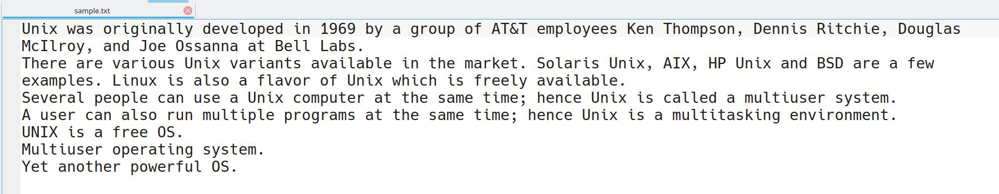 sample.txt
Unix was originally developed in 1969 by a group of AT&T employees Ken Thompson, Dennis Ritchie, Douglas
McIlroy, and Joe Ossanna at Bell Labs.
There are various Unix variants available in the market. Solaris Unix, AIX, HP Unix and BSD are a few
examples. Linux is also a flavor of Unix which is freely available.
Several people can use a Unix computer at the same time; hence Unix is called a multiuser system.
A user can also run multiple programs at the same time; hence Unix is a multitasking environment.
UNIX is a free OS.
Multiuser operating system.
Yet another powerful OS.